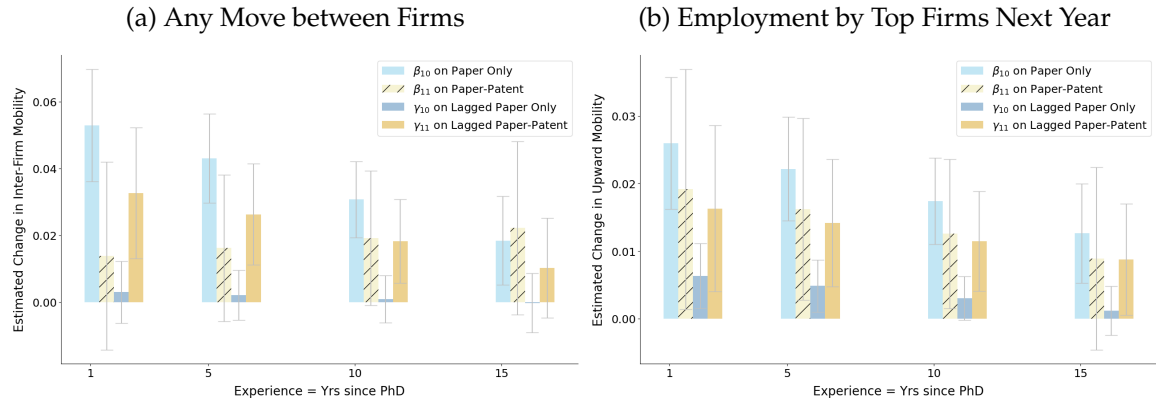 (a) Any Move between Firms
Estimated Change in Inter-Firm Mobility
0.06
0.04
0.02
0.00
β₁₀ on Paper Only
β₁₁ on Paper-Patent
γ₁₀ on Lagged Paper Only
γ₁₁ on Lagged Paper-Patent
1 5 10 15
Experience = Yrs since PhD
(b) Employment by Top Firms Next Year
Estimated Change in Upward Mobility
0.03
0.02
0.01
0.00
β₁₀ on Paper Only
β₁₁ on Paper-Patent
γ₁₀ on Lagged Paper Only
γ₁₁ on Lagged Paper-Patent
1 5 10 15
Experience = Yrs since PhD